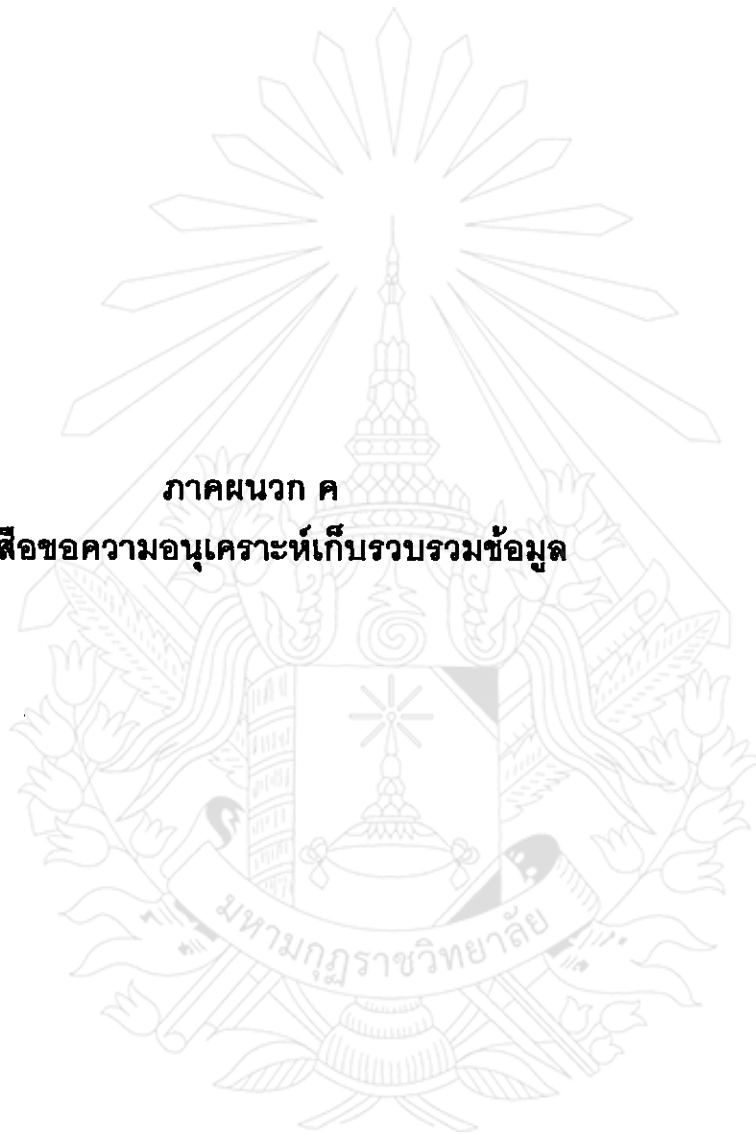 ภาคผนวก ค
สือขอความอนุเคราะห์เก็บรวบรวมข้อมูล
มหามกุฏราชวิทยาลัย